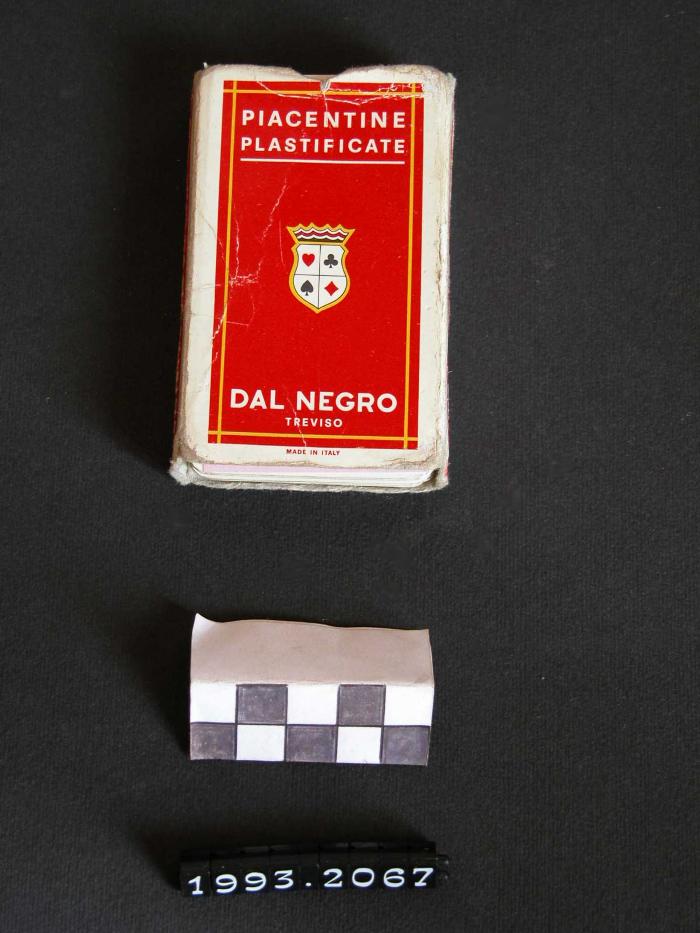 PIACENTINE
PLASTIFICATE
DAL NEGRO
TREVISO
MADE IN ITALY
1993.2067